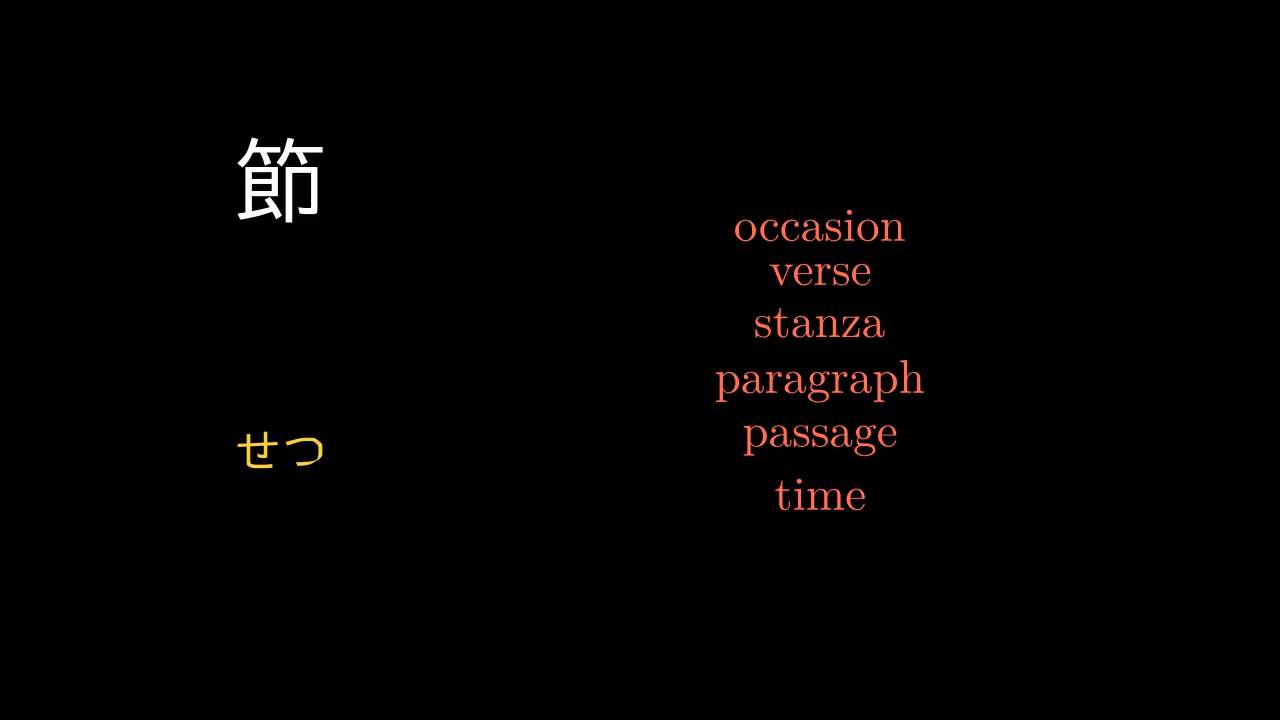 節
せつ
occasion
verse
stanza
paragraph
passage
time